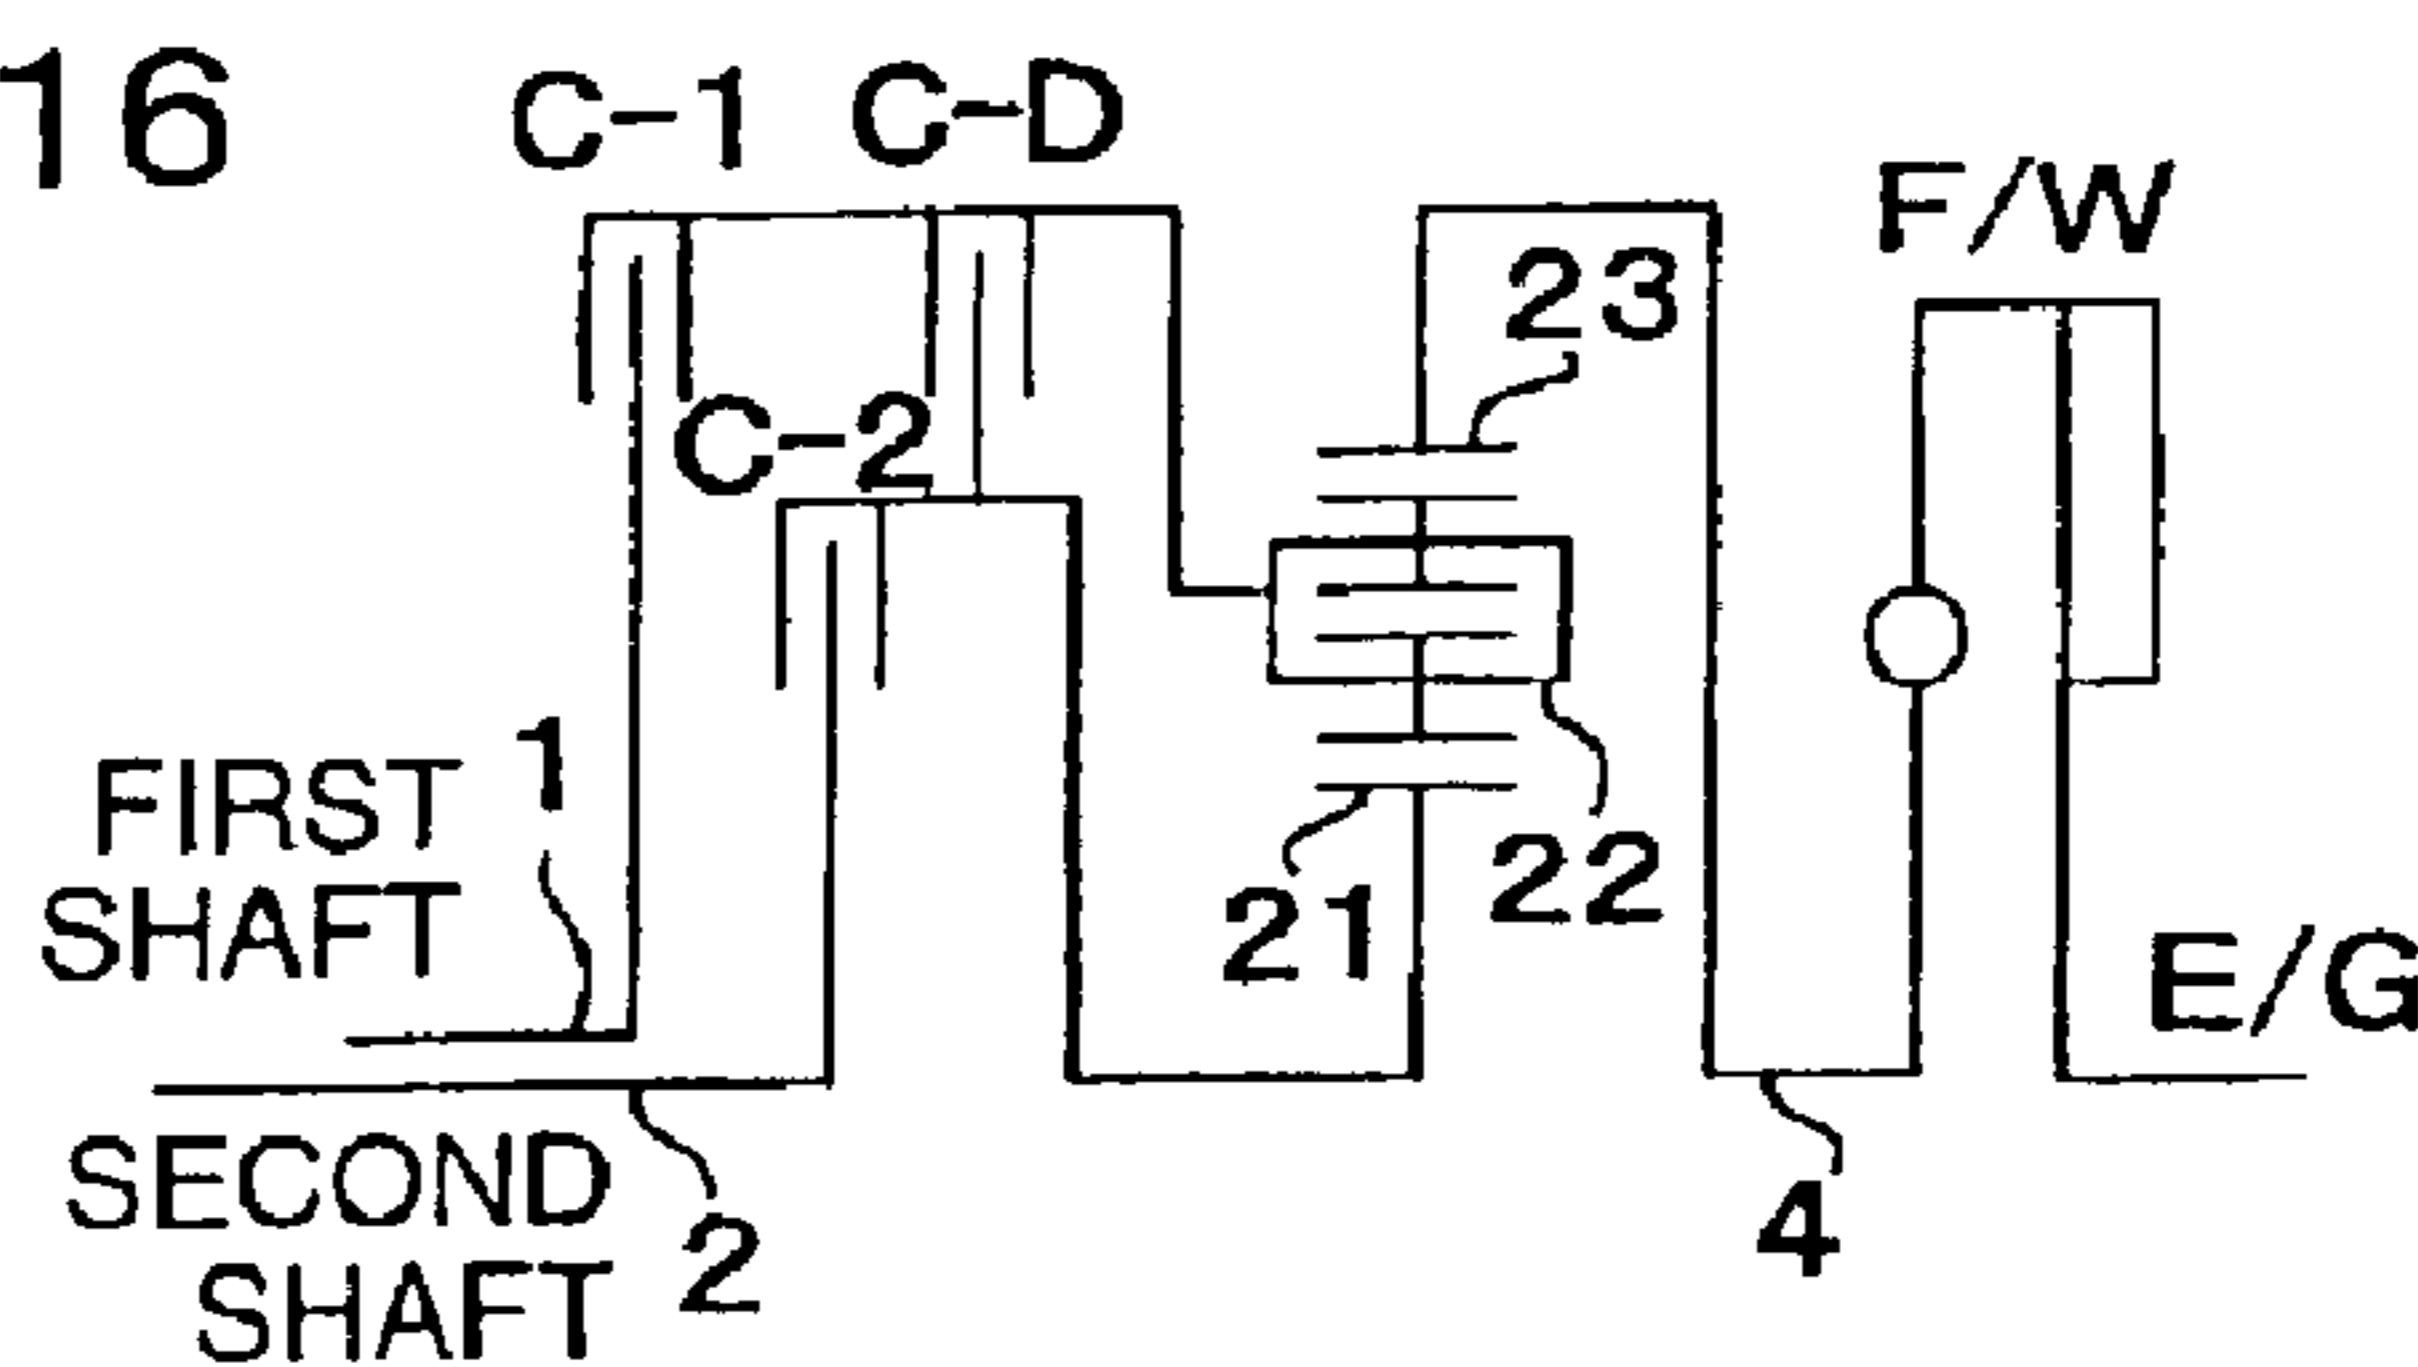 16
C-1 C-D
F/W
23
C-2
1
FIRST
SHAFT
22
21
E/G
SECOND
SHAFT
2
4